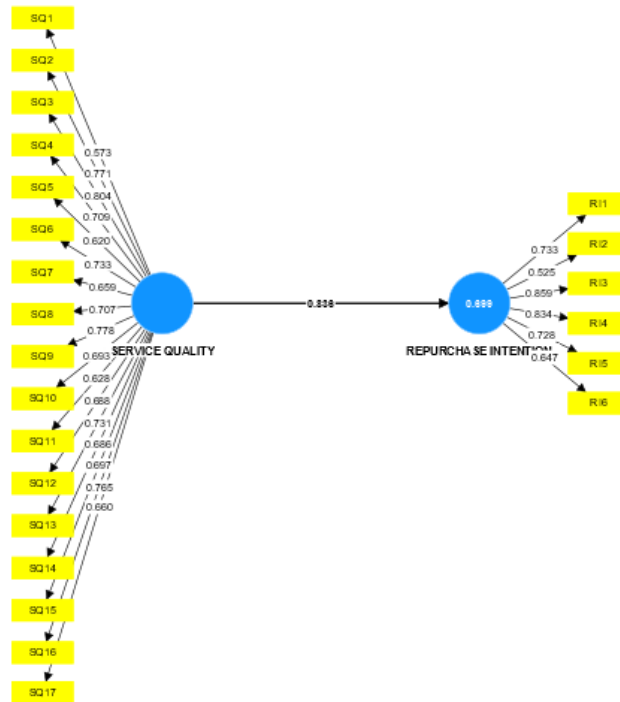 SQ1
SQ2
SQ3
SQ4
SQ5
SQ6
SQ7
SQ8
SQ9
SQ10
SQ11
SQ12
SQ13
SQ14
SQ15
SQ16
SQ17
0.573
0.771
0.804
0.709
0.620
0.733
0.659
0.707
0.778
0.693
0.628
0.688
0.731
0.686
0.697
0.765
0.660
SERVICE QUALITY
0.836
0.699
REPURCHASE INTENTION
0.733
0.525
0.859
0.834
0.728
0.647
RI1
RI2
RI3
RI4
RI5
RI6